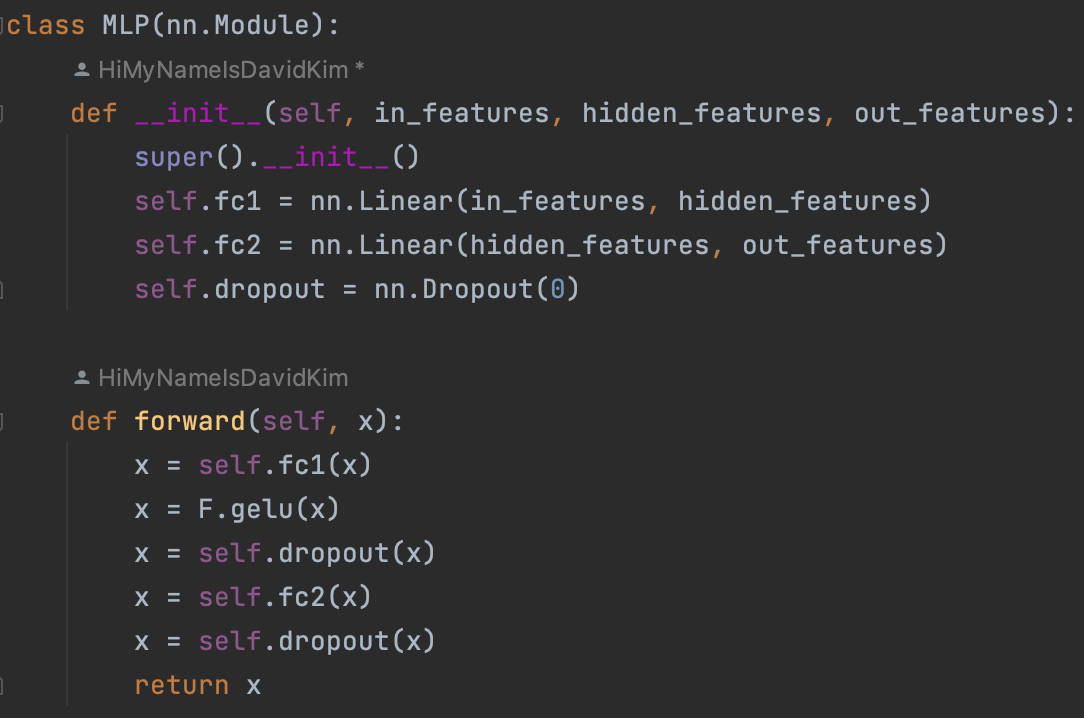 class MLP(nn.Module):
HiMyNameIsDavidKim *
def __init__(self, in_features, hidden_features, out_features):
super().__init__()
self.fc1 = nn.Linear(in_features, hidden_features)
self.fc2 = nn.Linear(hidden_features, out_features)
self.dropout = nn.Dropout(0)
HiMyNameIsDavidKim
def forward(self, x):
x = self.fc1(x)
x = F.gelu(x)
x = self.dropout(x)
x = self.fc2(x)
x = self.dropout(x)
return x